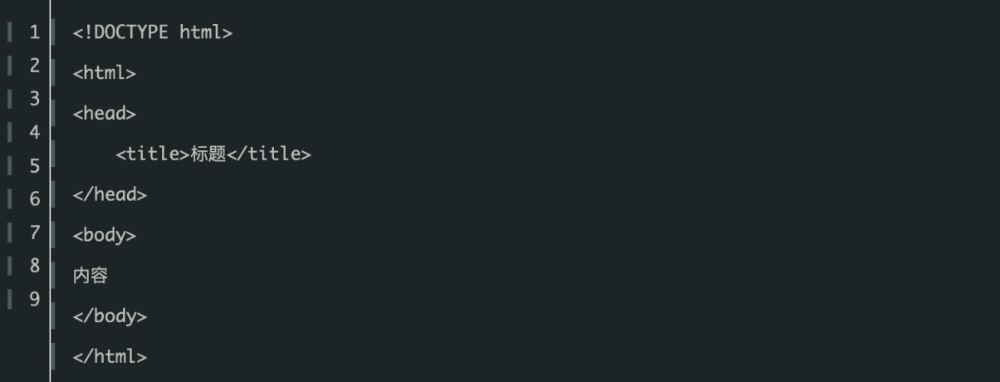 1 <!DOCTYPE html>
2 <html>
3 <head>
4     <title>标题</title>
5 </head>
6 <body>
7 内容
8 </body>
9 </html>